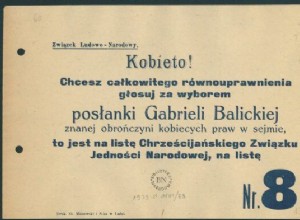 Związek Ludowo-Narodowy.
Kobieto!
Chcesz całkowitego równouprawnienia
głosuj za wyborem
posłanki Gabrieli Balickiej
znanej obrończyni kobiecych praw w sejmie,
to jest na listę Chrześcijańskiego Związku
Jedności Narodowej, na listę
BN
Nr. 8